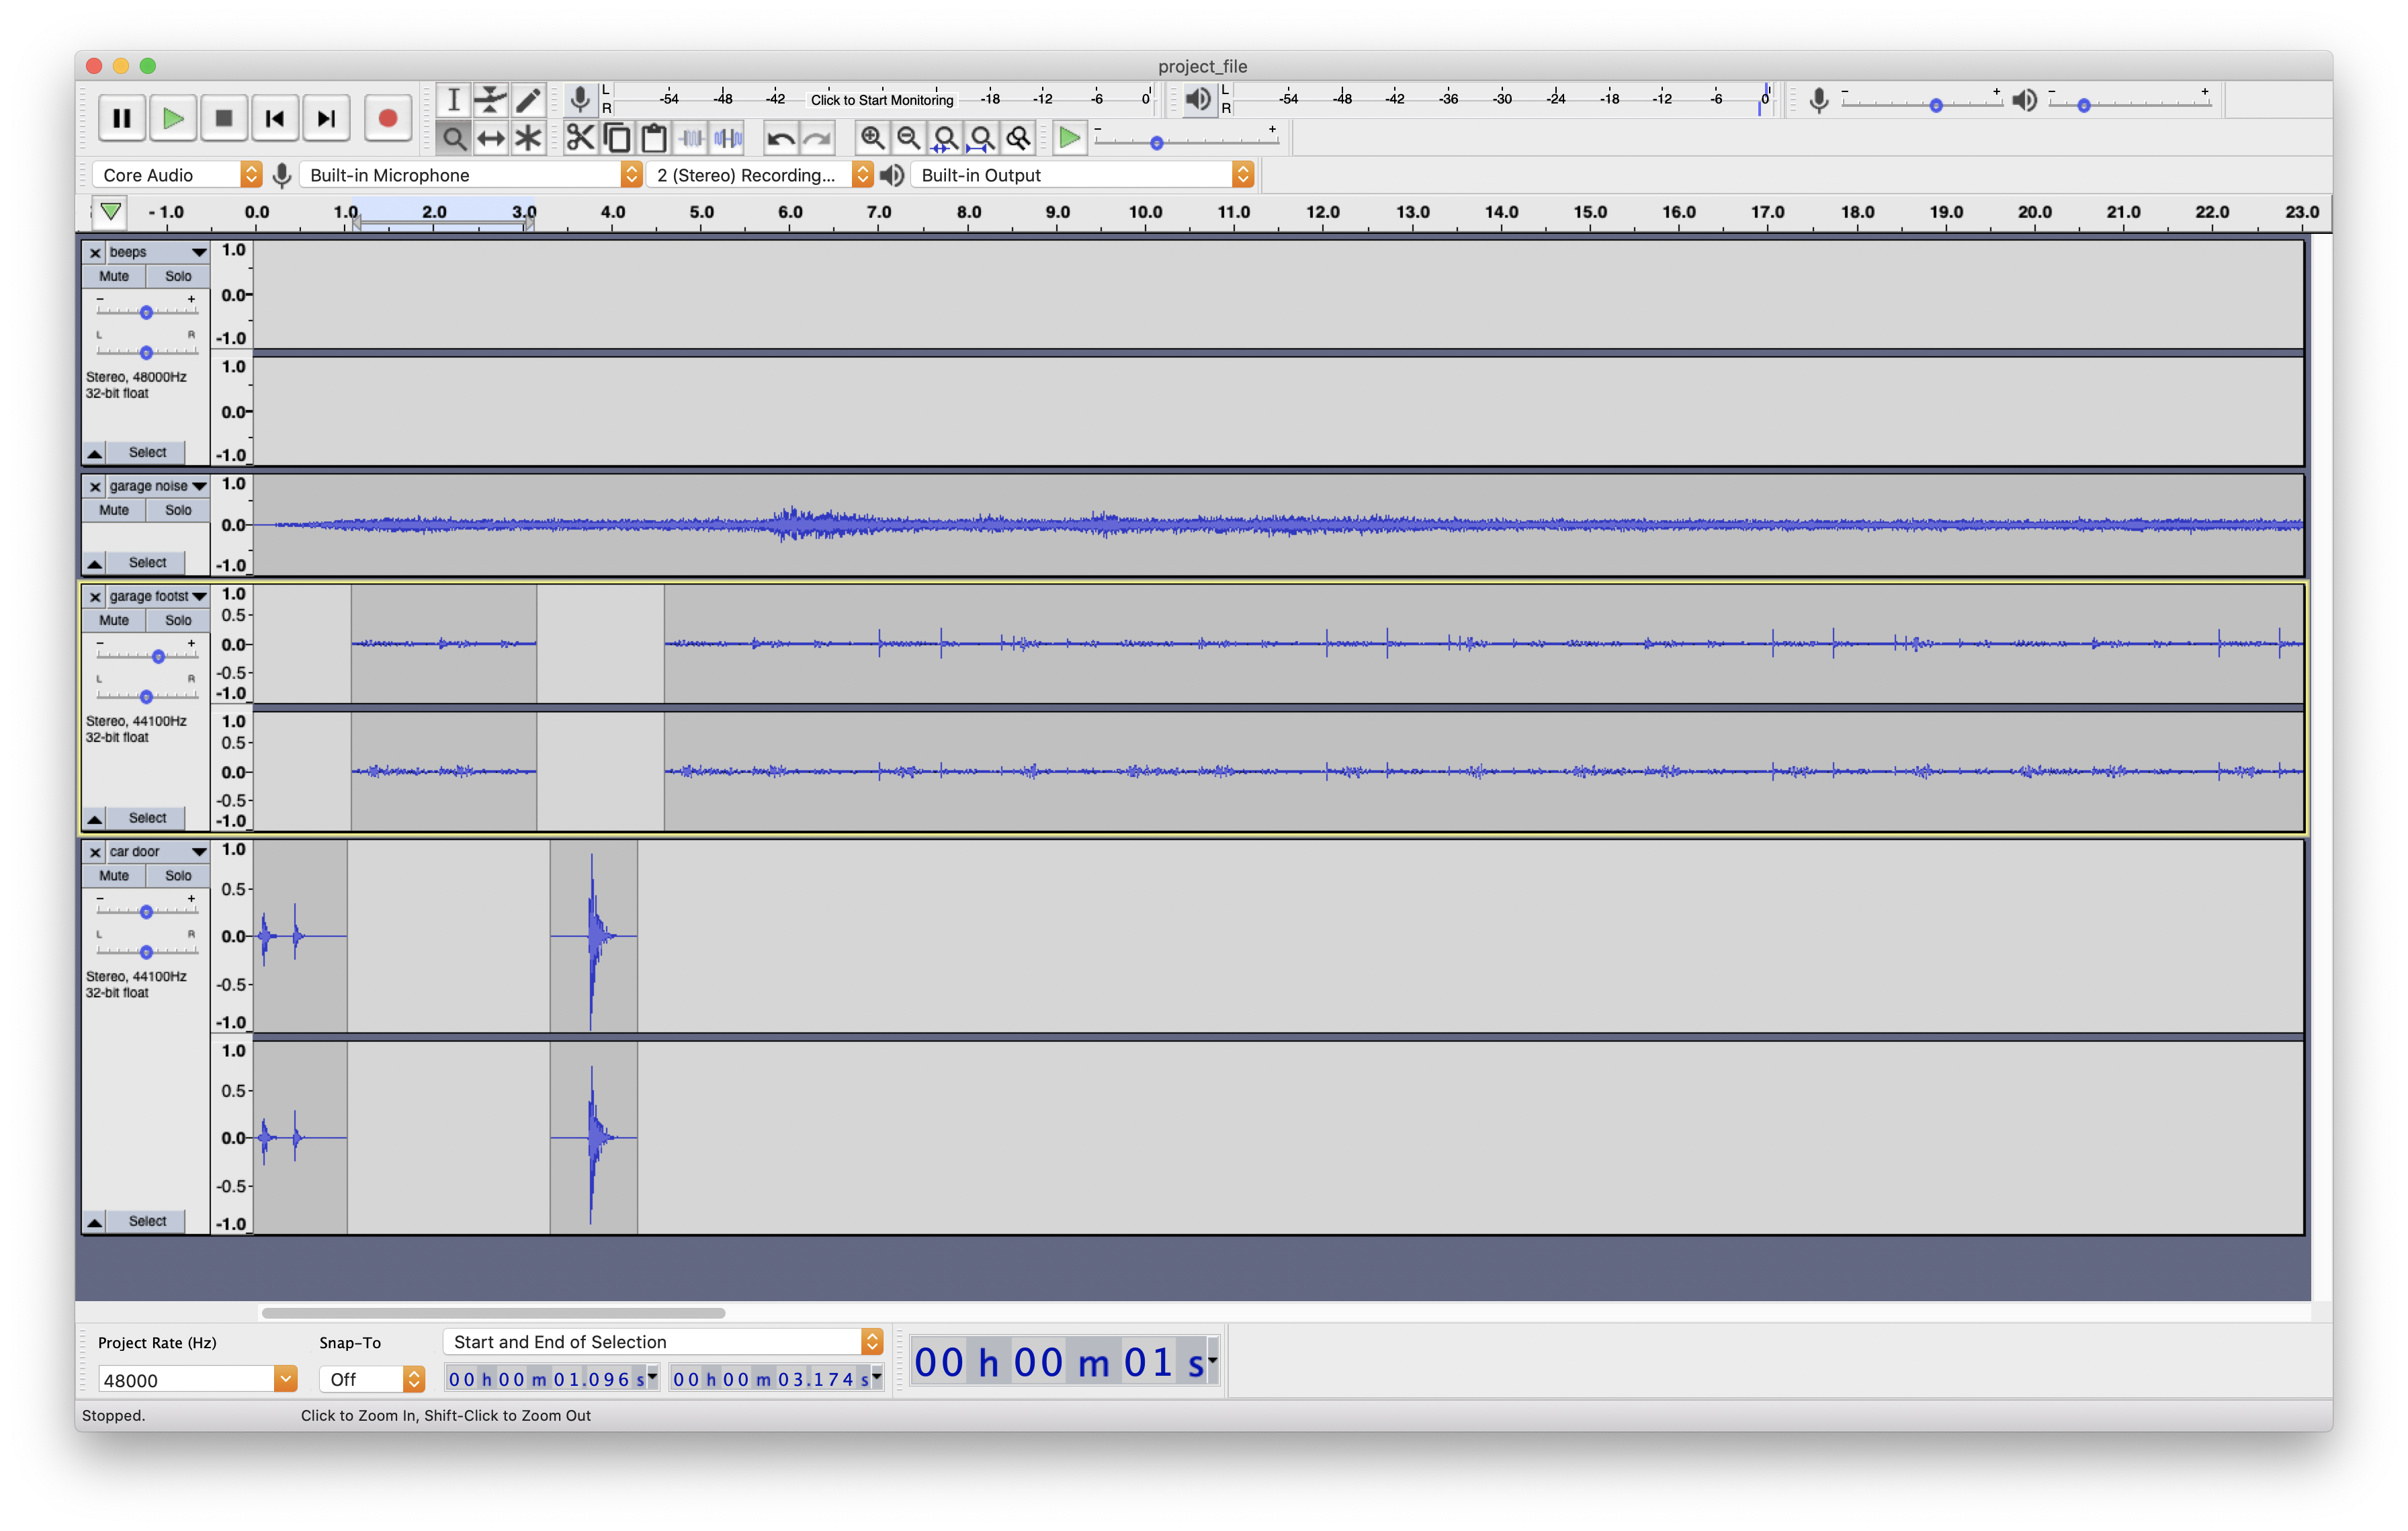 project_file
L R -54 -48 -42 Click to Start Monitoring -18 -12 -6 0
L R -54 -48 -42 -36 -30 -24 -18 -12 -6 0
- + - +
- +
Core Audio Built-in Microphone 2 (Stereo) Recording... Built-in Output
- 1.0 0.0 1.0 2.0 3.0 4.0 5.0 6.0 7.0 8.0 9.0 10.0 11.0 12.0 13.0 14.0 15.0 16.0 17.0 18.0 19.0 20.0 21.0 22.0 23.0
beeps
Mute Solo
- +
L R
Stereo, 48000Hz
32-bit float
Select
1.0
0.0
-1.0
1.0
0.0
-1.0
garage noise
Mute Solo
Select
1.0
0.0
-1.0
garage footst
Mute Solo
- +
L R
Stereo, 44100Hz
32-bit float
Select
1.0
0.5
0.0
-0.5
-1.0
1.0
0.5
0.0
-0.5
-1.0
car door
Mute Solo
- +
L R
Stereo, 44100Hz
32-bit float
Select
1.0
0.5
0.0
-0.5
-1.0
1.0
0.5
0.0
-0.5
-1.0
Project Rate (Hz) Snap-To Start and End of Selection
48000 Off 00 h 00 m 01.096 s 00 h 00 m 03.174 s
00 h 00 m 01 s
Stopped. Click to Zoom In, Shift-Click to Zoom Out